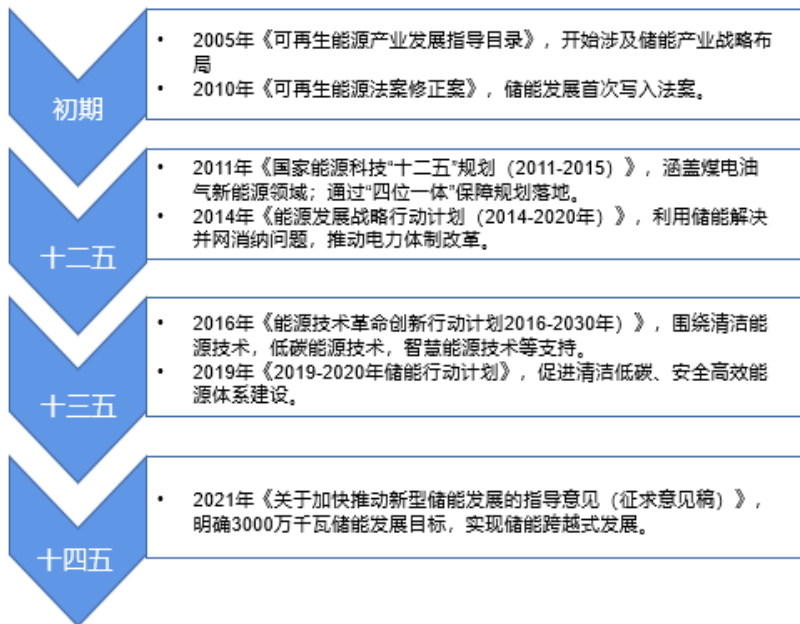 初期
• 2005年《可再生能源产业发展指导目录》，开始涉及储能产业战略布
局
• 2010年《可再生能源法案修正案》，储能发展首次写入法案。
十二五
• 2011年《国家能源科技“十二五”规划（2011-2015）》，涵盖煤电油
气新能源领域；通过“四位一体”保障规划落地。
• 2014年《能源发展战略行动计划（2014-2020年）》，利用储能解决
并网消纳问题，推动电力体制改革。
十三五
• 2016年《能源技术革命创新行动计划2016-2030年）》，围绕清洁能
源技术，低碳能源技术，智慧能源技术等支持。
• 2019年《2019-2020年储能行动计划》，促进清洁低碳、安全高效能
源体系建设。
十四五
• 2021年《关于加快推动新型储能发展的指导意见（征求意见稿）》，
明确3000万千瓦储能发展目标，实现储能跨越式发展。